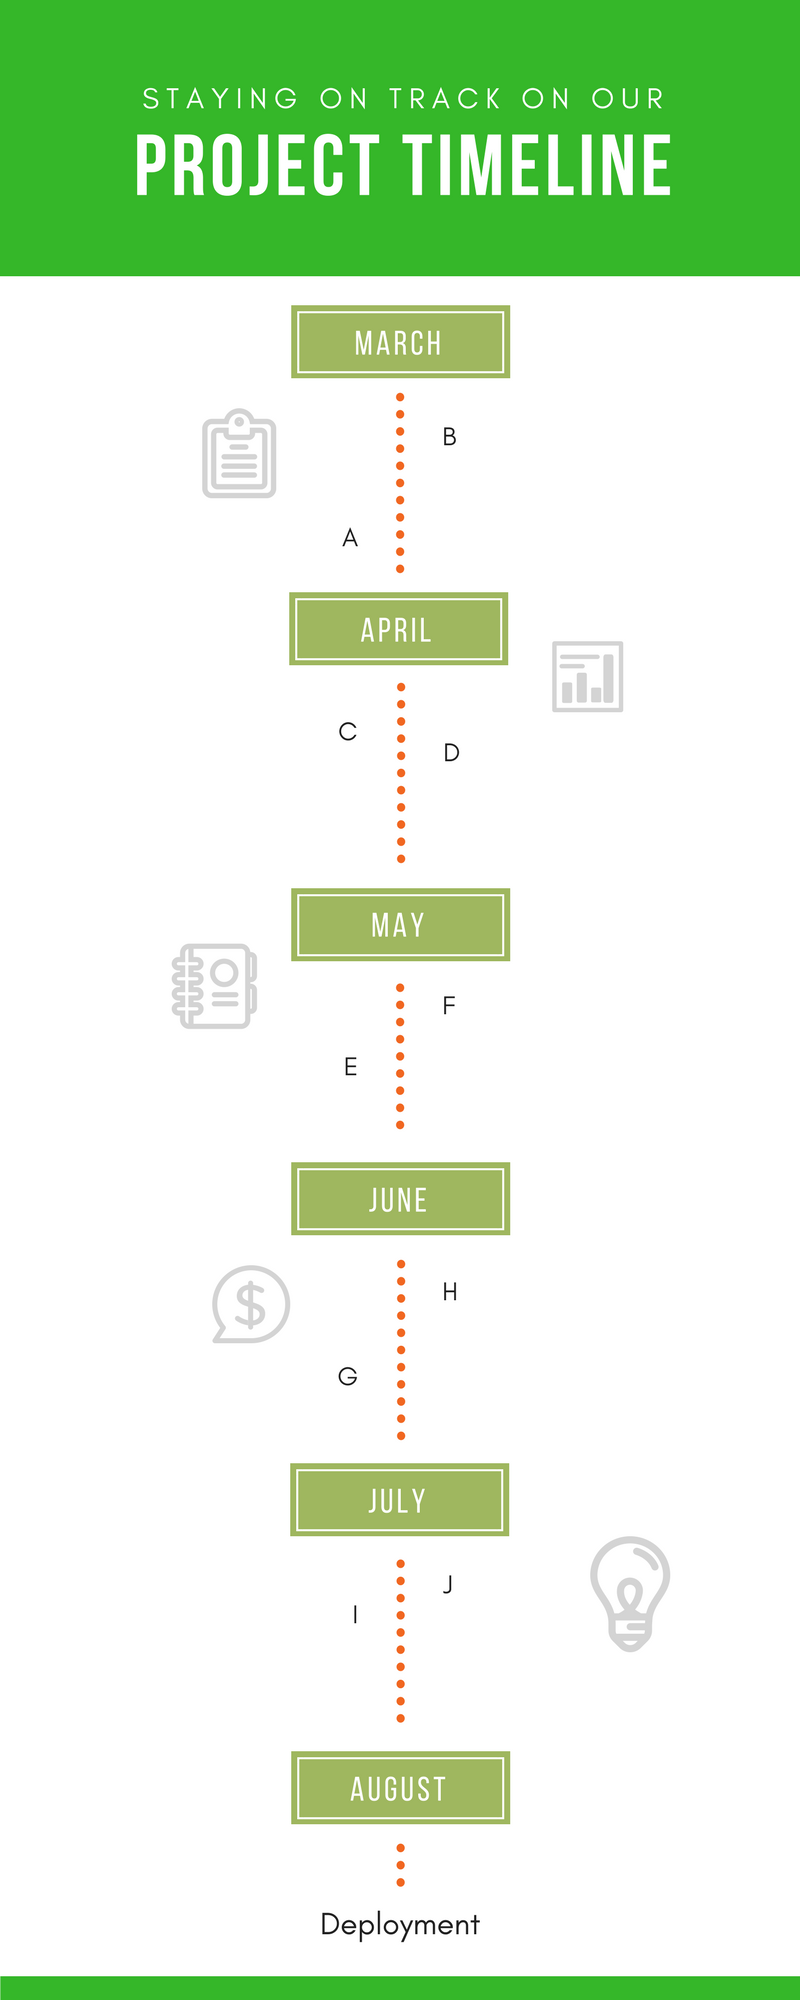 STAYING ON TRACK ON OUR
PROJECT TIMELINE
MARCH
B
A
APRIL
C
D
MAY
F
E
JUNE
$
H
G
JULY
J
I
AUGUST
Deployment